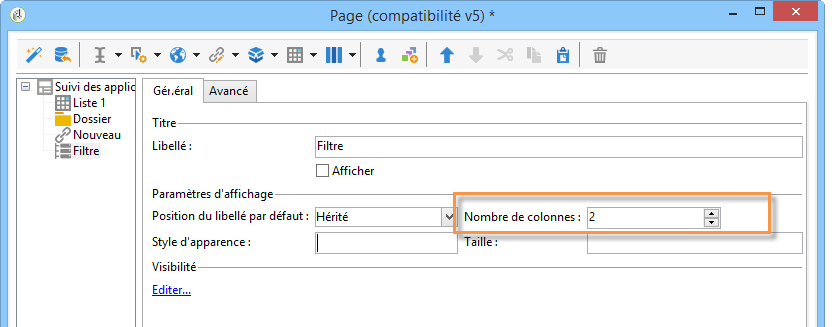 Page (compatibilité v5) *
Suivi des applic
Liste 1
Dossier
Nouveau
Filtre
Général Avancé
Titre
Libellé : Filtre
Afficher
Paramètres d'affichage
Position du libellé par défaut : Hérité Nombre de colonnes : 2
Style d'apparence : Taille :
Visibilité
Editer...